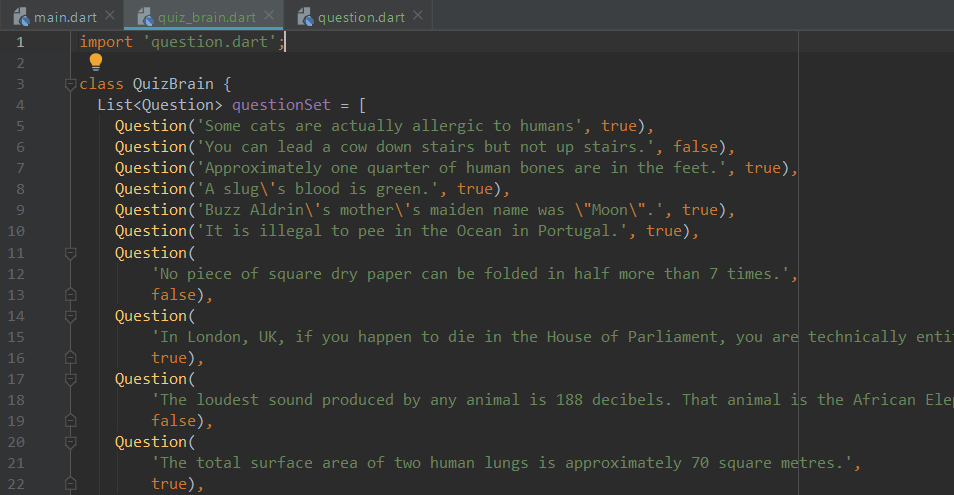 main.dart quiz_brain.dart question.dart
1 import 'question.dart';
2
3 class QuizBrain {
4 List<Question> questionSet = [
5 Question('Some cats are actually allergic to humans', true),
6 Question('You can lead a cow down stairs but not up stairs.', false),
7 Question('Approximately one quarter of human bones are in the feet.', true),
8 Question('A slug\'s blood is green.', true),
9 Question('Buzz Aldrin\'s mother\'s maiden name was \"Moon\".', true),
10 Question('It is illegal to pee in the Ocean in Portugal.', true),
11 Question(
12 'No piece of square dry paper can be folded in half more than 7 times.',
13 false),
14 Question(
15 'In London, UK, if you happen to die in the House of Parliament, you are technically enti
16 true),
17 Question(
18 'The loudest sound produced by any animal is 188 decibels. That animal is the African Ele
19 false),
20 Question(
21 'The total surface area of two human lungs is approximately 70 square metres.',
22 true),